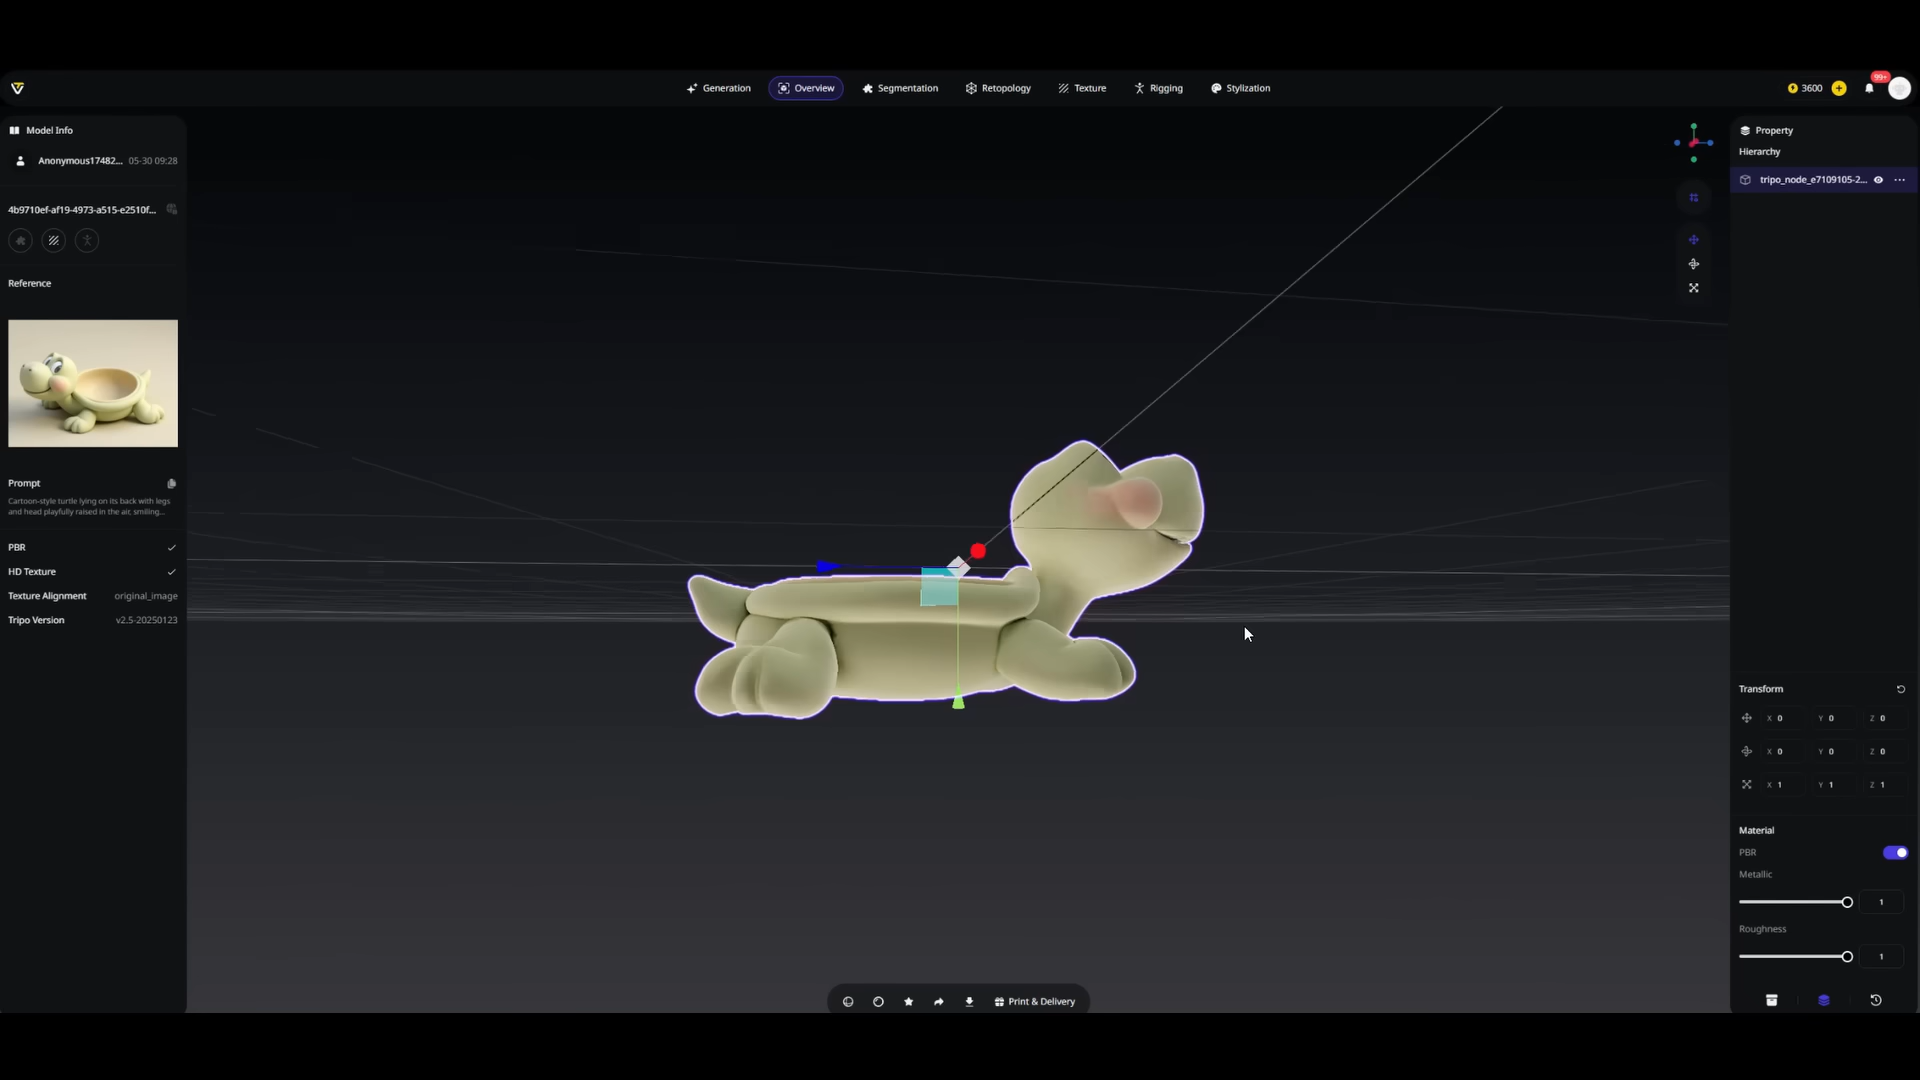 Generation
Overview
Segmentation
Retopology
Texture
Rigging
Stylization
3600
99+
Model Info
Anonymous17482... 05-30 09:28
4b9710ef-af19-4973-a515-e2510f...
Reference
Prompt
Cartoon-style turtle lying on its back with legs
and head playfully raised in the air, smiling...
PBR
HD Texture
Texture Alignment original_image
Tripo Version v2.5-20250123
Property
Hierarchy
tripo_node_e7109105-2...
Transform
X 0 Y 0 Z 0
X 0 Y 0 Z 0
X 1 Y 1 Z 1
Material
PBR
Metallic
1
Roughness
1
Print & Delivery